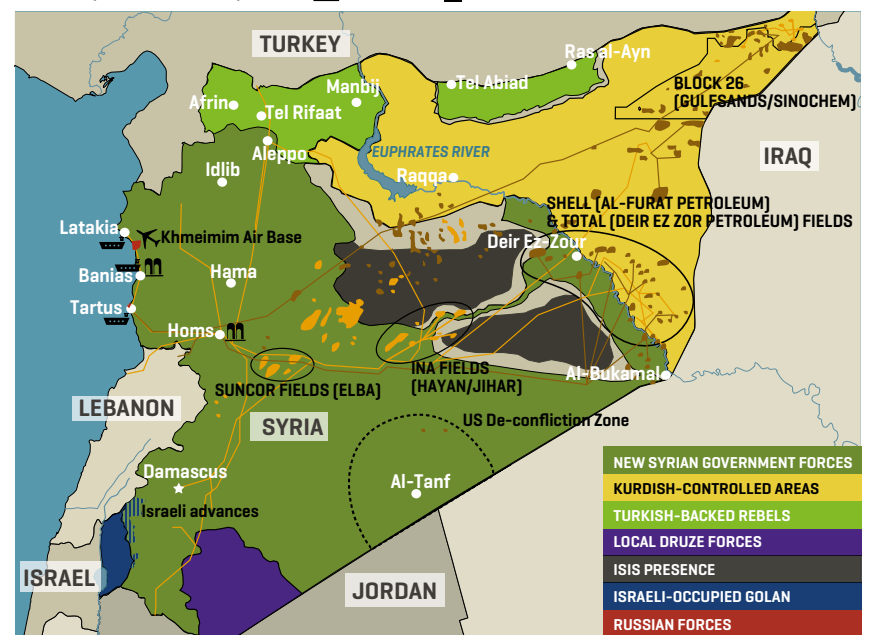 TURKEY
Ras al-Ayn
Manbij
Tel Abiad
Afrin
Tel Rifaat
BLOCK 26
(GULFSANDS/SINOCHEM)
Aleppo
EUPHRATES RIVER
IRAQ
Idlib
Raqqa
SHELL (AL-FURAT PETROLEUM)
& TOTAL (DEIR EZ ZOR PETROLEUM) FIELDS
Latakia
Khmeimim Air Base
Deir Ez-Zour
Banias
Hama
Tartus
Homs
INA FIELDS
(HAYAN/JIHAR)
Al-Bukamal
SUNCOR FIELDS (ELBA)
LEBANON
SYRIA
US De-confliction Zone
Damascus
Al-Tanf
Israeli advances
ISRAEL
JORDAN
NEW SYRIAN GOVERNMENT FORCES
KURDISH-CONTROLLED AREAS
TURKISH-BACKED REBELS
LOCAL DRUZE FORCES
ISIS PRESENCE
ISRAELI-OCCUPIED GOLAN
RUSSIAN FORCES